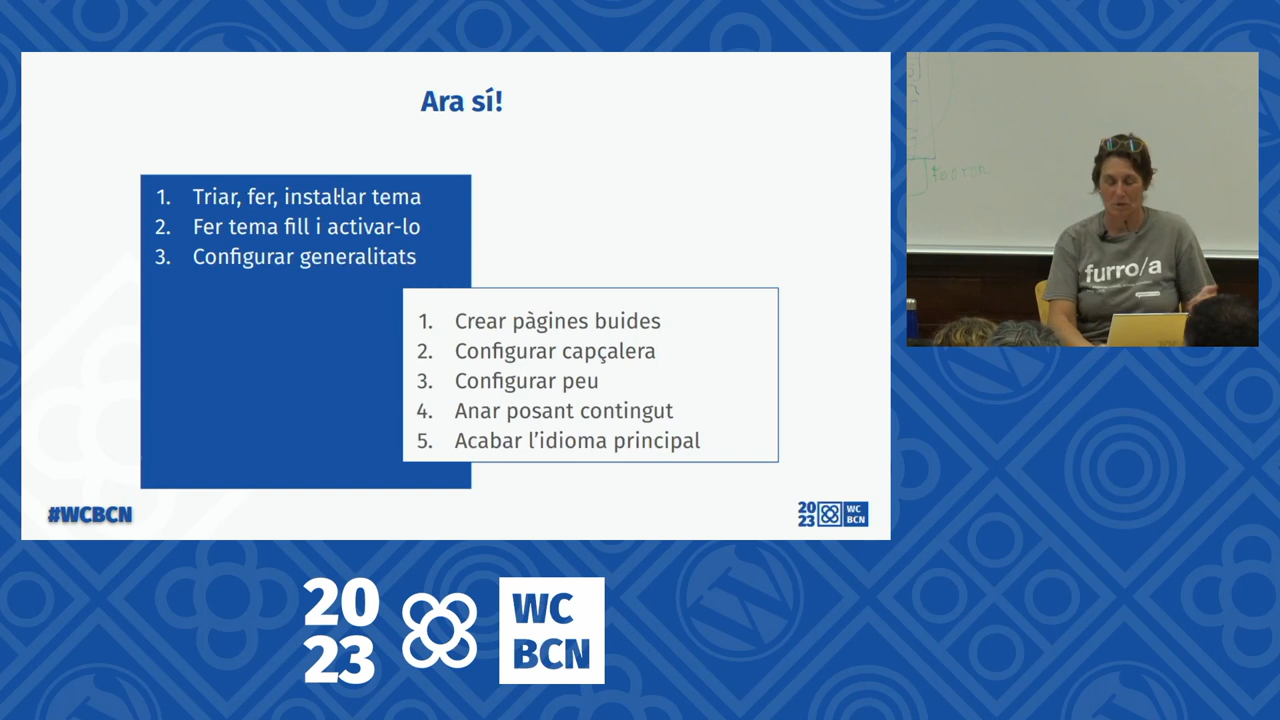 Ara sí!
1. Triar, fer, instal·lar tema
2. Fer tema fill i activar-lo
3. Configurar generalitats
1. Crear pàgines buides
2. Configurar capçalera
3. Configurar peu
4. Anar posant contingut
5. Acabar l’idioma principal
#WCBCN
20
23
WC
BCN
furro/a
FOOTER
20
23
WC
BCN